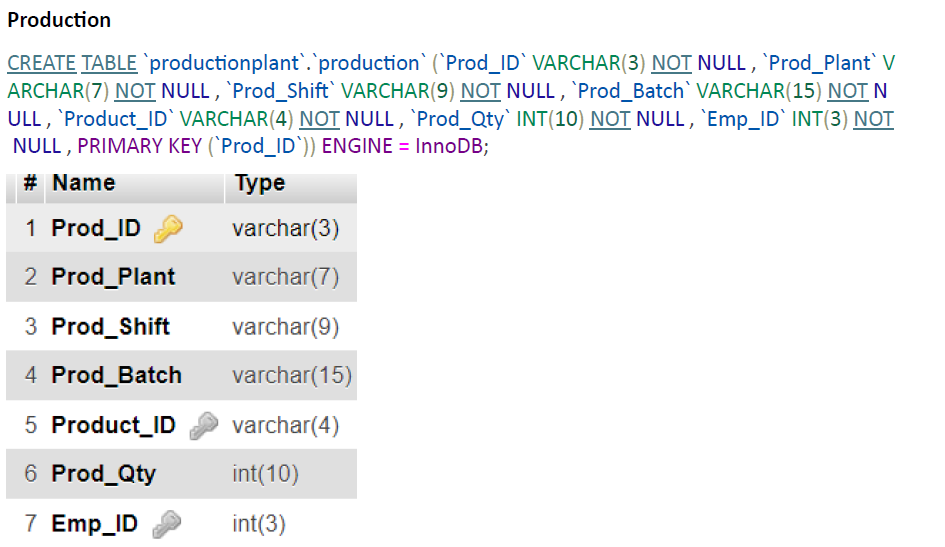 Production
CREATE TABLE `productionplant`.`production` (`Prod_ID` VARCHAR(3) NOT NULL , `Prod_Plant` V
ARCHAR(7) NOT NULL , `Prod_Shift` VARCHAR(9) NOT NULL , `Prod_Batch` VARCHAR(15) NOT N
ULL , `Product_ID` VARCHAR(4) NOT NULL , `Prod_Qty` INT(10) NOT NULL , `Emp_ID` INT(3) NOT
NULL , PRIMARY KEY (`Prod_ID`)) ENGINE = InnoDB;
# Name Type
1 Prod_ID varchar(3)
2 Prod_Plant varchar(7)
3 Prod_Shift varchar(9)
4 Prod_Batch varchar(15)
5 Product_ID varchar(4)
6 Prod_Qty int(10)
7 Emp_ID int(3)